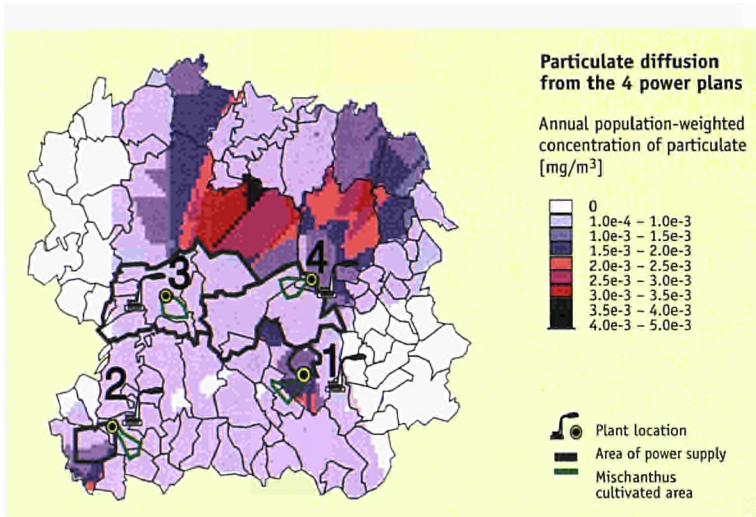 Particulate diffusion
from the 4 power plans
Annual population-weighted
concentration of particulate
[mg/m³]
0
1.0e-4 – 1.0e-3
1.0e-3 – 1.5e-3
1.5e-3 – 2.0e-3
2.0e-3 – 2.5e-3
2.5e-3 – 3.0e-3
3.0e-3 – 3.5e-3
3.5e-3 – 4.0e-3
4.0e-3 – 5.0e-3
3
4
1
2
Plant location
Area of power supply
Mischanthus
cultivated area